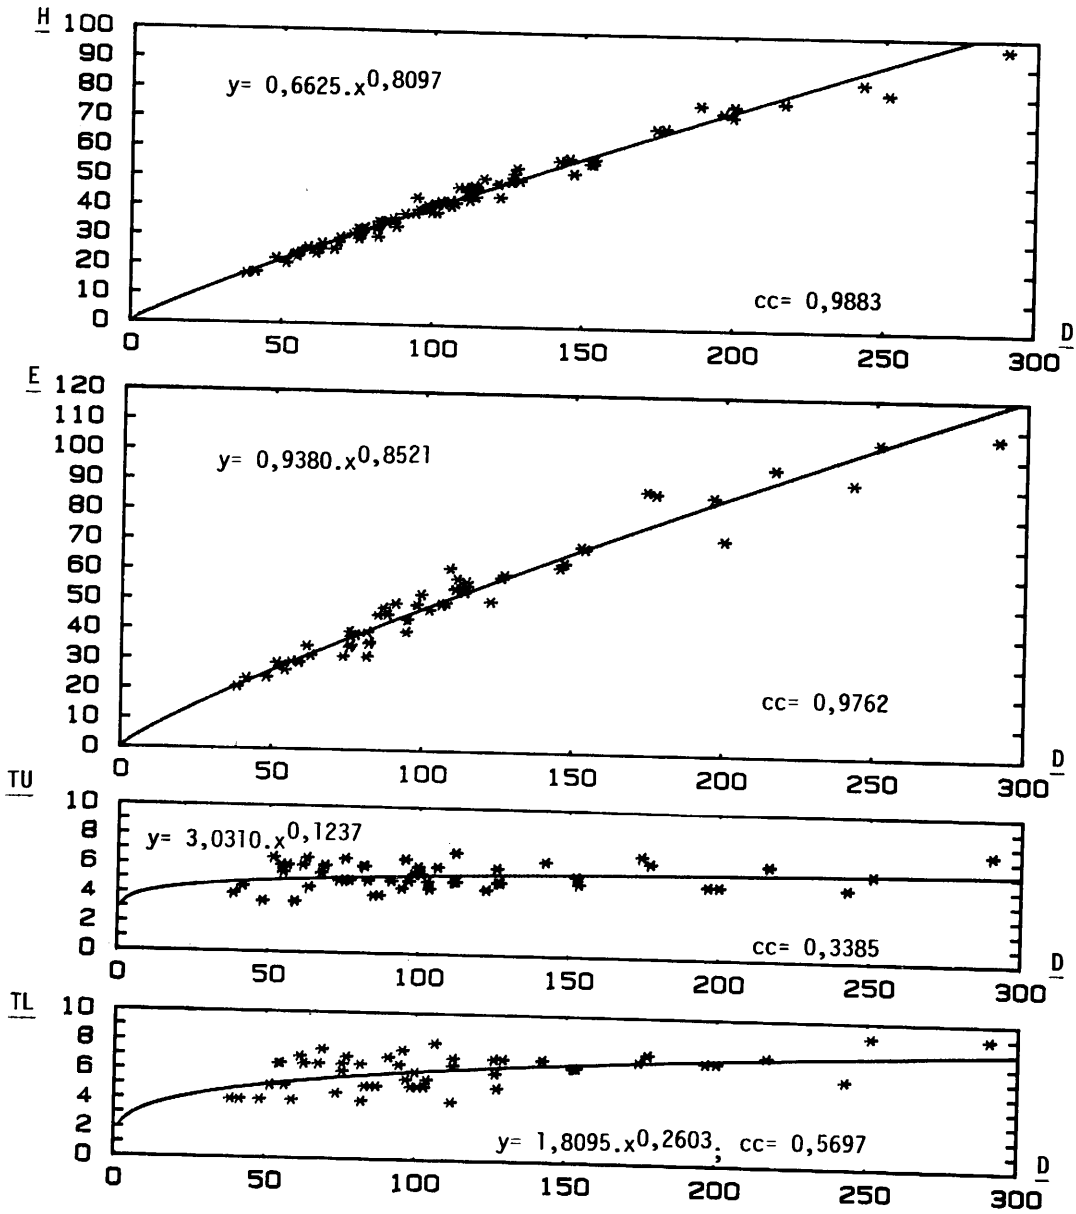 H 100
90
80
70
60
50
40
30
20
10
0
y= 0,6625.x0,8097
cc= 0,9883
50 100 150 200 250 300 D
E 120
110
100
90
80
70
60
50
40
30
20
10
0
y= 0,9380.x0,8521
cc= 0,9762
0 50 100 150 200 250 300 D
TU 10
8
6
4
2
0
y= 3,0310.x0,1237
cc= 0,3385
0 50 100 150 200 250 300 D
TL 10
8
6
4
2
0
y= 1,8095.x0,2603; cc= 0,5697
0 50 100 150 200 250 300 D